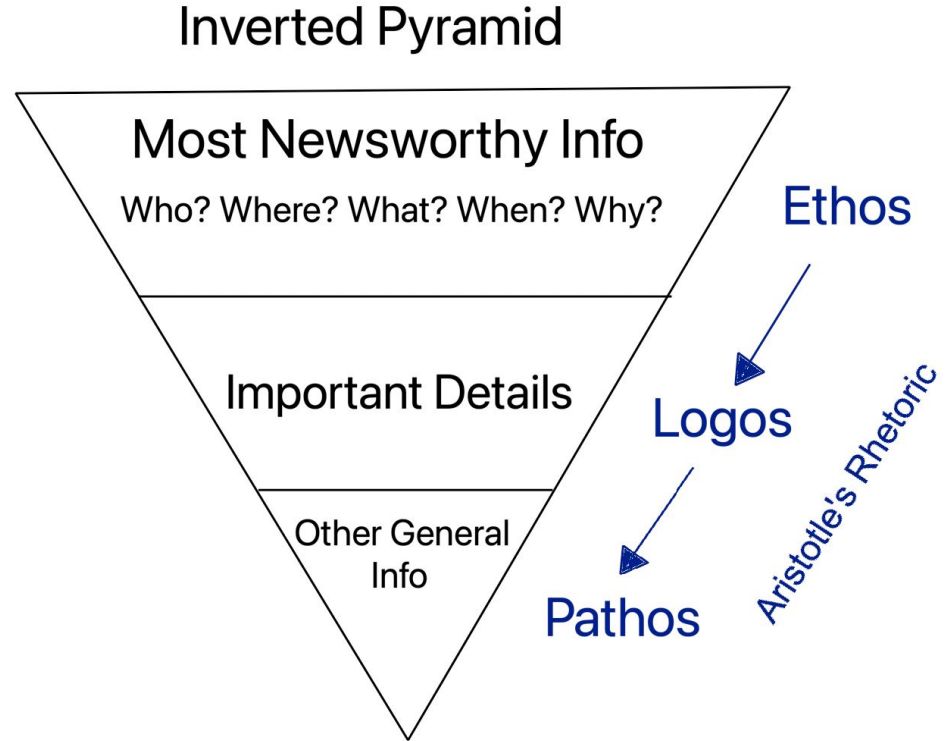 Inverted Pyramid
Most Newsworthy Info
Who? Where? What? When? Why?
Ethos
Important Details
Logos
Aristotle's Rhetoric
Other General
Info
Pathos